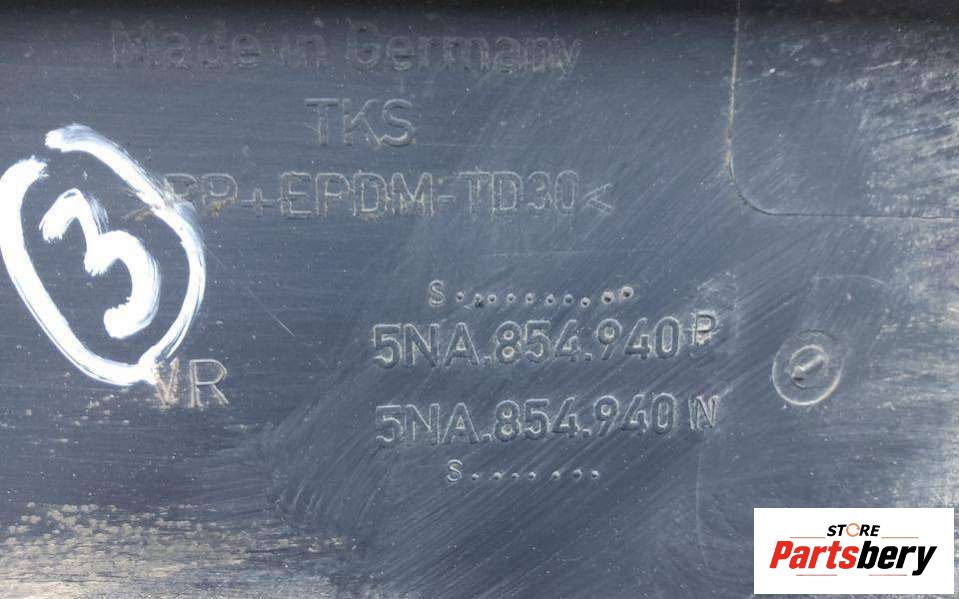 Made in Germany
TKS
>PP+EPDM-TD30<
3
S..........
5NA.854.940 P
VR
5NA.854.940 N
S.......
STORE
Partsbery